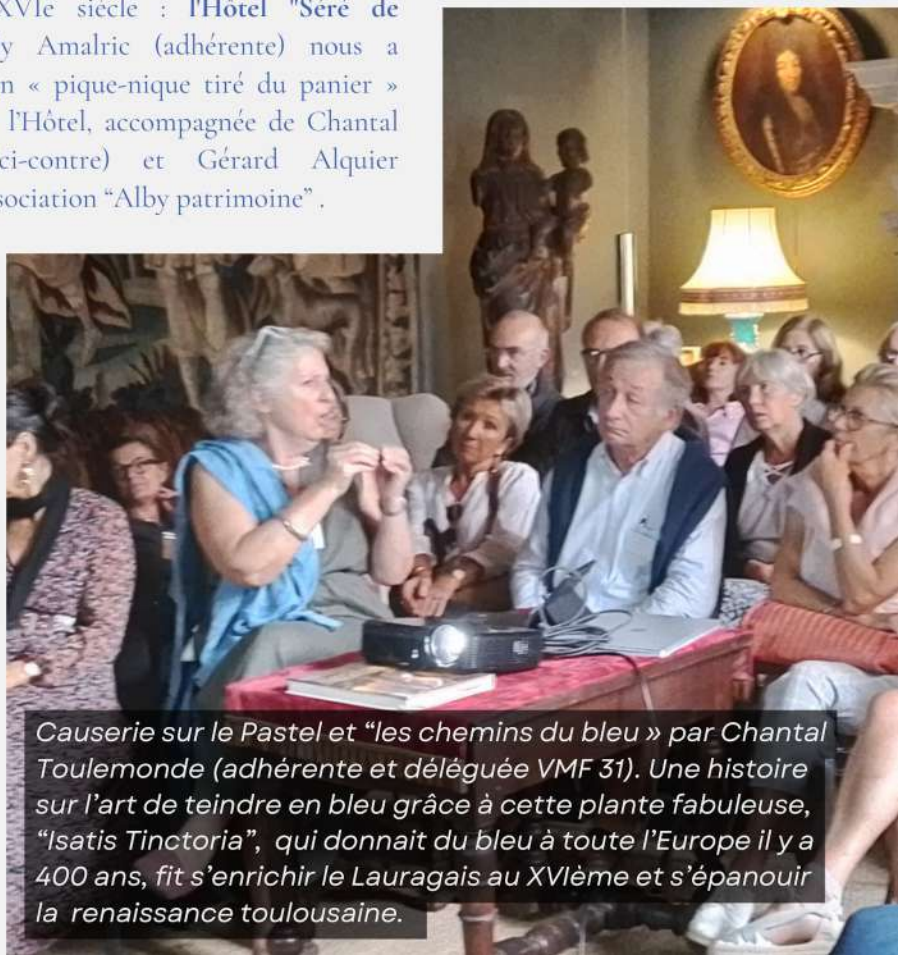 XVIe siècle : l'Hôtel "Séré de
y Amalric (adhérente) nous a
n « pique-nique tiré du panier »
l'Hôtel, accompagnée de Chantal
ci-contre) et Gérard Alquier
sociation “Alby patrimoine” .
Causerie sur le Pastel et “les chemins du bleu » par Chantal
Toulemonde (adhérente et déléguée VMF 31). Une histoire
sur l’art de teindre en bleu grâce à cette plante fabuleuse,
“Isatis Tinctoria”, qui donnait du bleu à toute l’Europe il y a
400 ans, fit s’enrichir le Lauragais au XVIème et s’épanouir
la renaissance toulousaine.